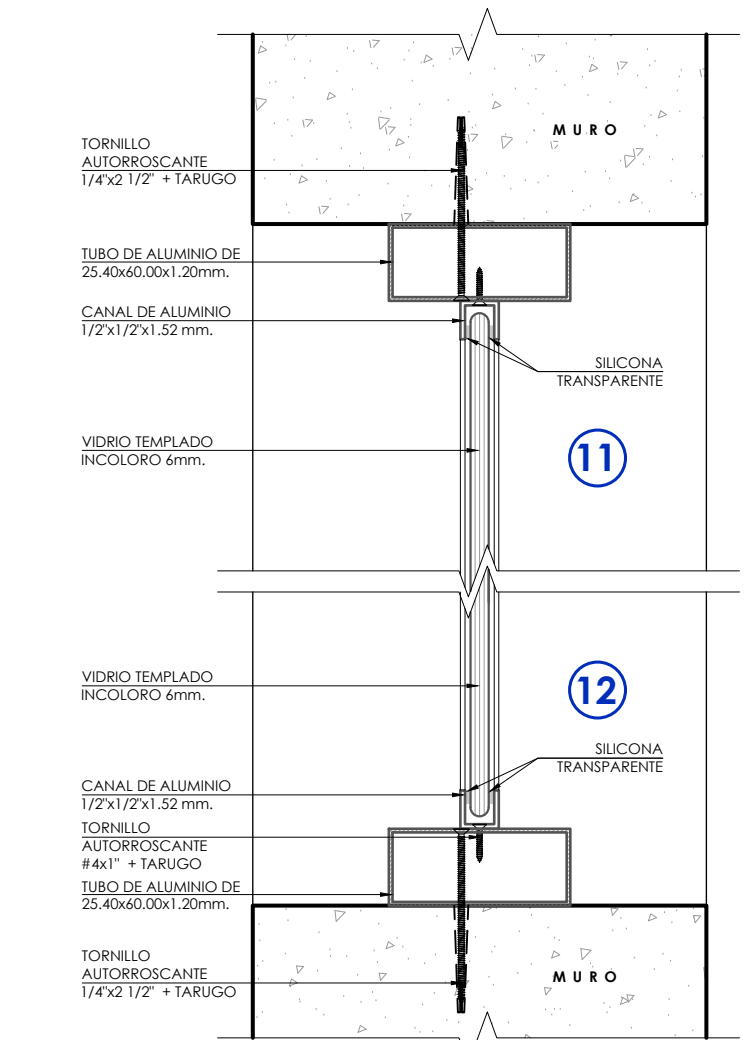 MURO
TORNILLO
AUTORROSCANTE
1/4"x2 1/2" + TARUGO
TUBO DE ALUMINIO DE
25.40x60.00x1.20mm.
CANAL DE ALUMINIO
1/2"x1/2"x1.52 mm.
SILICONA
TRANSPARENTE
VIDRIO TEMPLADO
INCOLORO 6mm.
11
VIDRIO TEMPLADO
INCOLORO 6mm.
12
SILICONA
TRANSPARENTE
CANAL DE ALUMINIO
1/2"x1/2"x1.52 mm.
TORNILLO
AUTORROSCANTE
#4x1" + TARUGO
TUBO DE ALUMINIO DE
25.40x60.00x1.20mm.
TORNILLO
AUTORROSCANTE
1/4"x2 1/2" + TARUGO
MURO